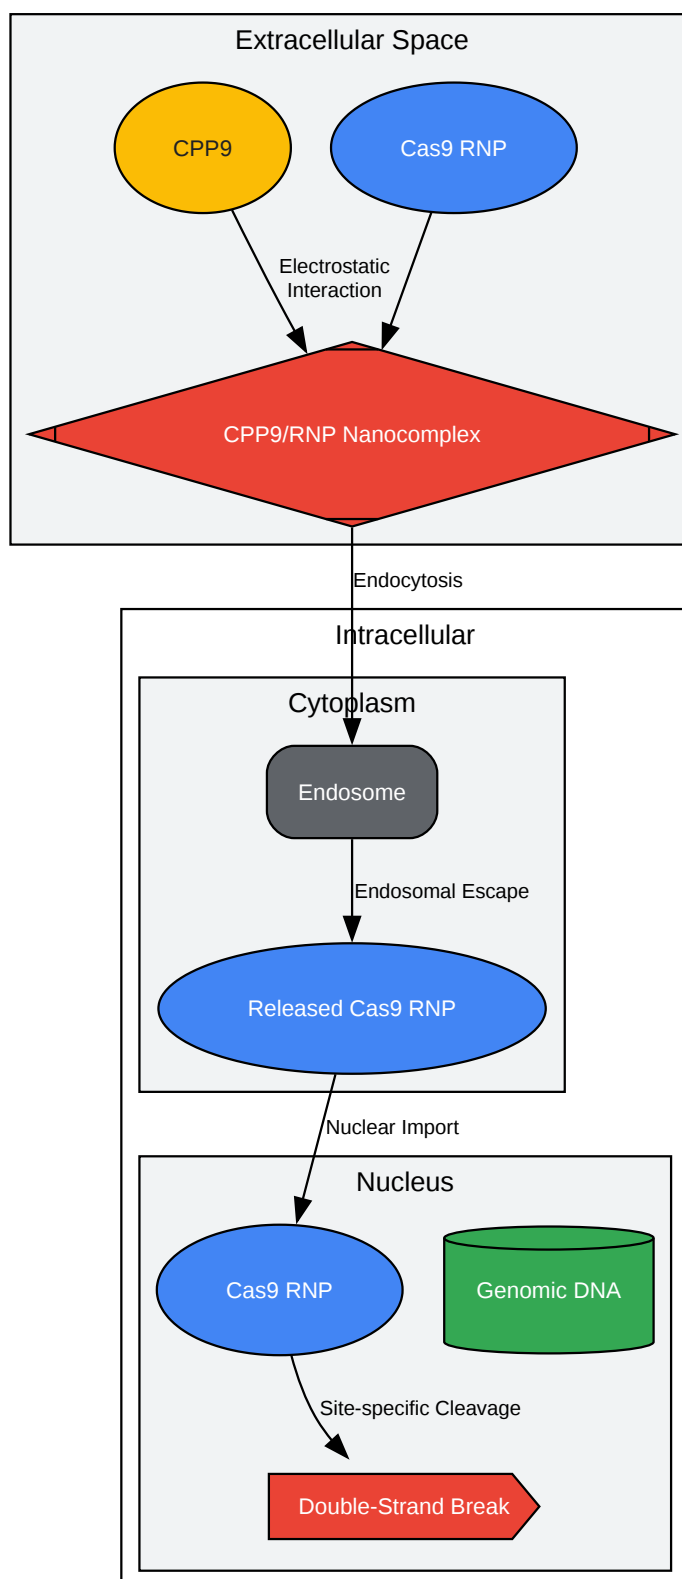 Extracellular Space
CPP9
Cas9 RNP
Electrostatic
Interaction
CPP9/RNP Nanocomplex
Endocytosis
Intracellular
Cytoplasm
Endosome
Endosomal Escape
Released Cas9 RNP
Nuclear Import
Nucleus
Cas9 RNP
Genomic DNA
Site-specific Cleavage
Double-Strand Break